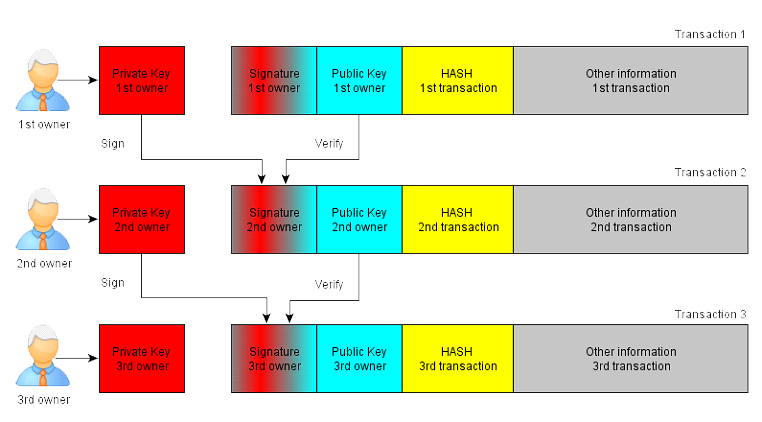 Transaction 1
Private Key
1st owner
Signature
1st owner
Public Key
1st owner
HASH
1st transaction
Other information
1st transaction
1st owner
Sign
Verify
Transaction 2
Private Key
2nd owner
Signature
2nd owner
Public Key
2nd owner
HASH
2nd transaction
Other information
2nd transaction
2nd owner
Sign
Verify
Transaction 3
Private Key
3rd owner
Signature
3rd owner
Public Key
3rd owner
HASH
3rd transaction
Other information
3rd transaction
3rd owner